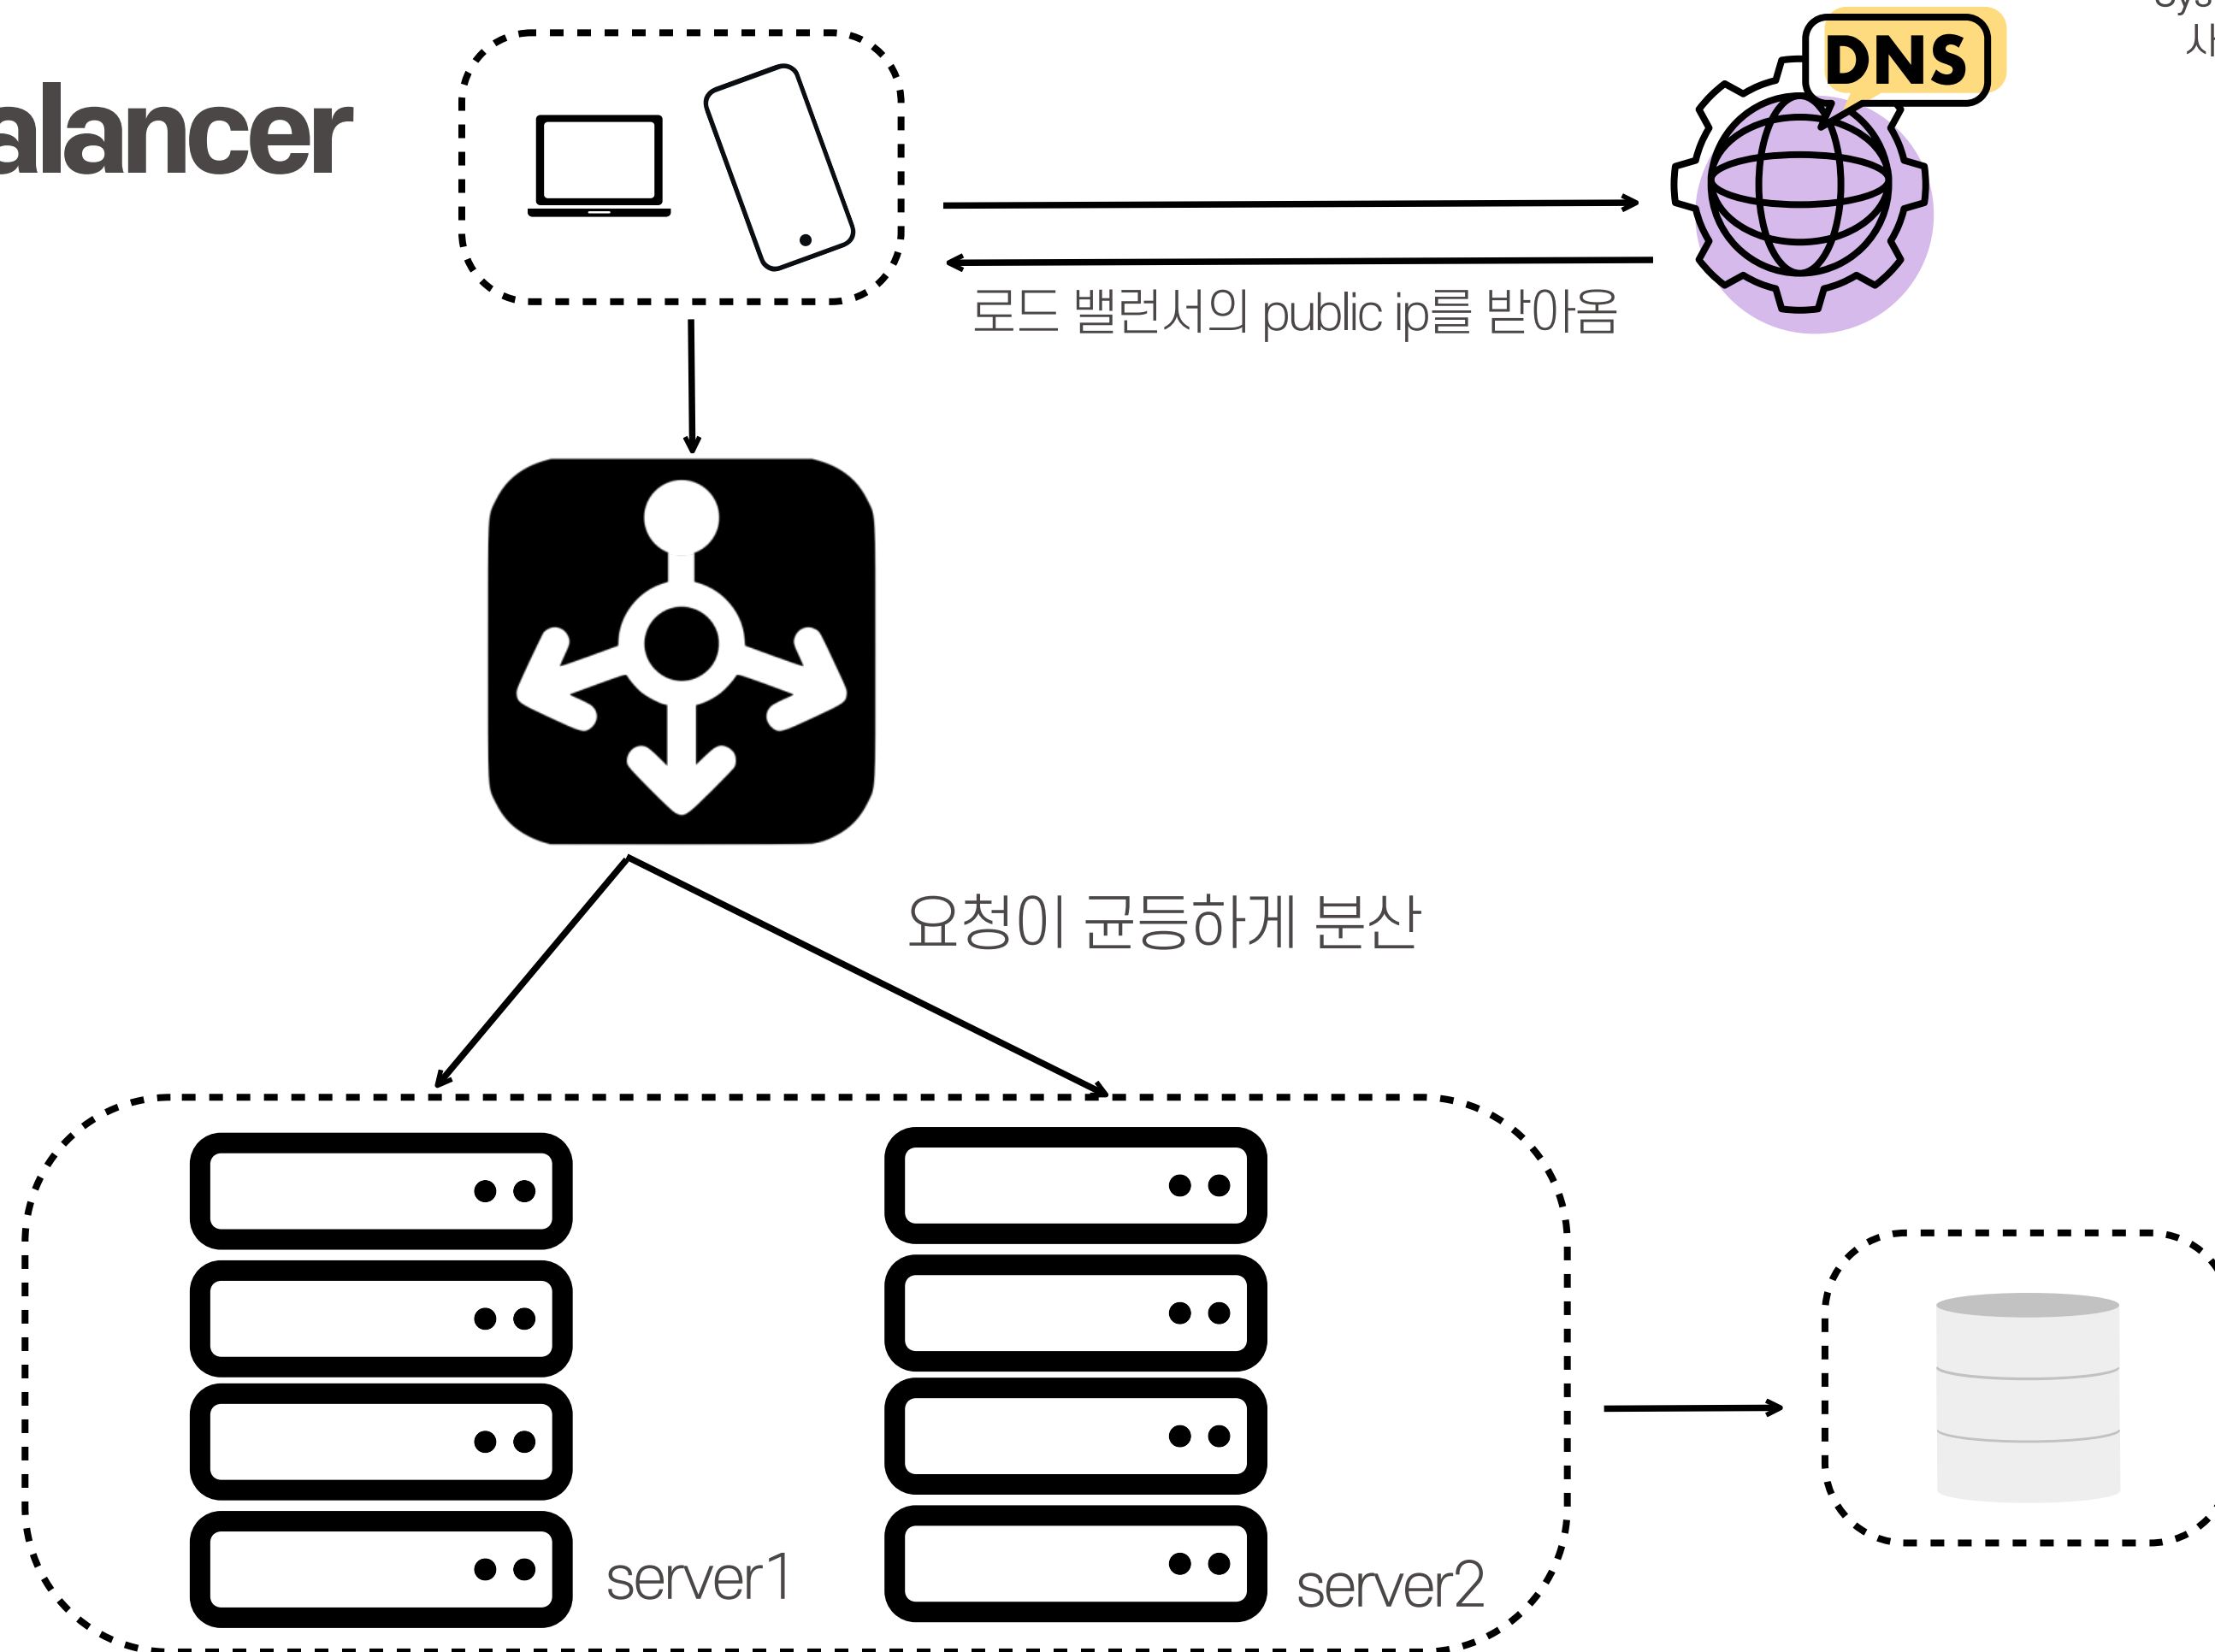 alancer
DNS
로드 밸런서의 public ip를 받아옴
요청이 균등하게 분산
server1
server2